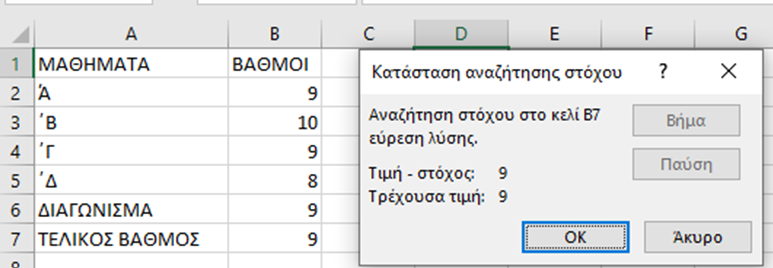 A B C D E F G
1 ΜΑΘΗΜΑΤΑ ΒΑΘΜΟΙ
2 Ά 9
3 ΄Β 10
4 ΄Γ 9
5 ΄Δ 8
6 ΔΙΑΓΩΝΙΣΜΑ 9
7 ΤΕΛΙΚΟΣ ΒΑΘΜΟΣ 9
Κατάσταση αναζήτησης στόχου ? ×
Αναζήτηση στόχου στο κελί B7
εύρεση λύσης.
Τιμή - στόχος: 9
Τρέχουσα τιμή: 9
Βήμα
Παύση
OK
Άκυρο